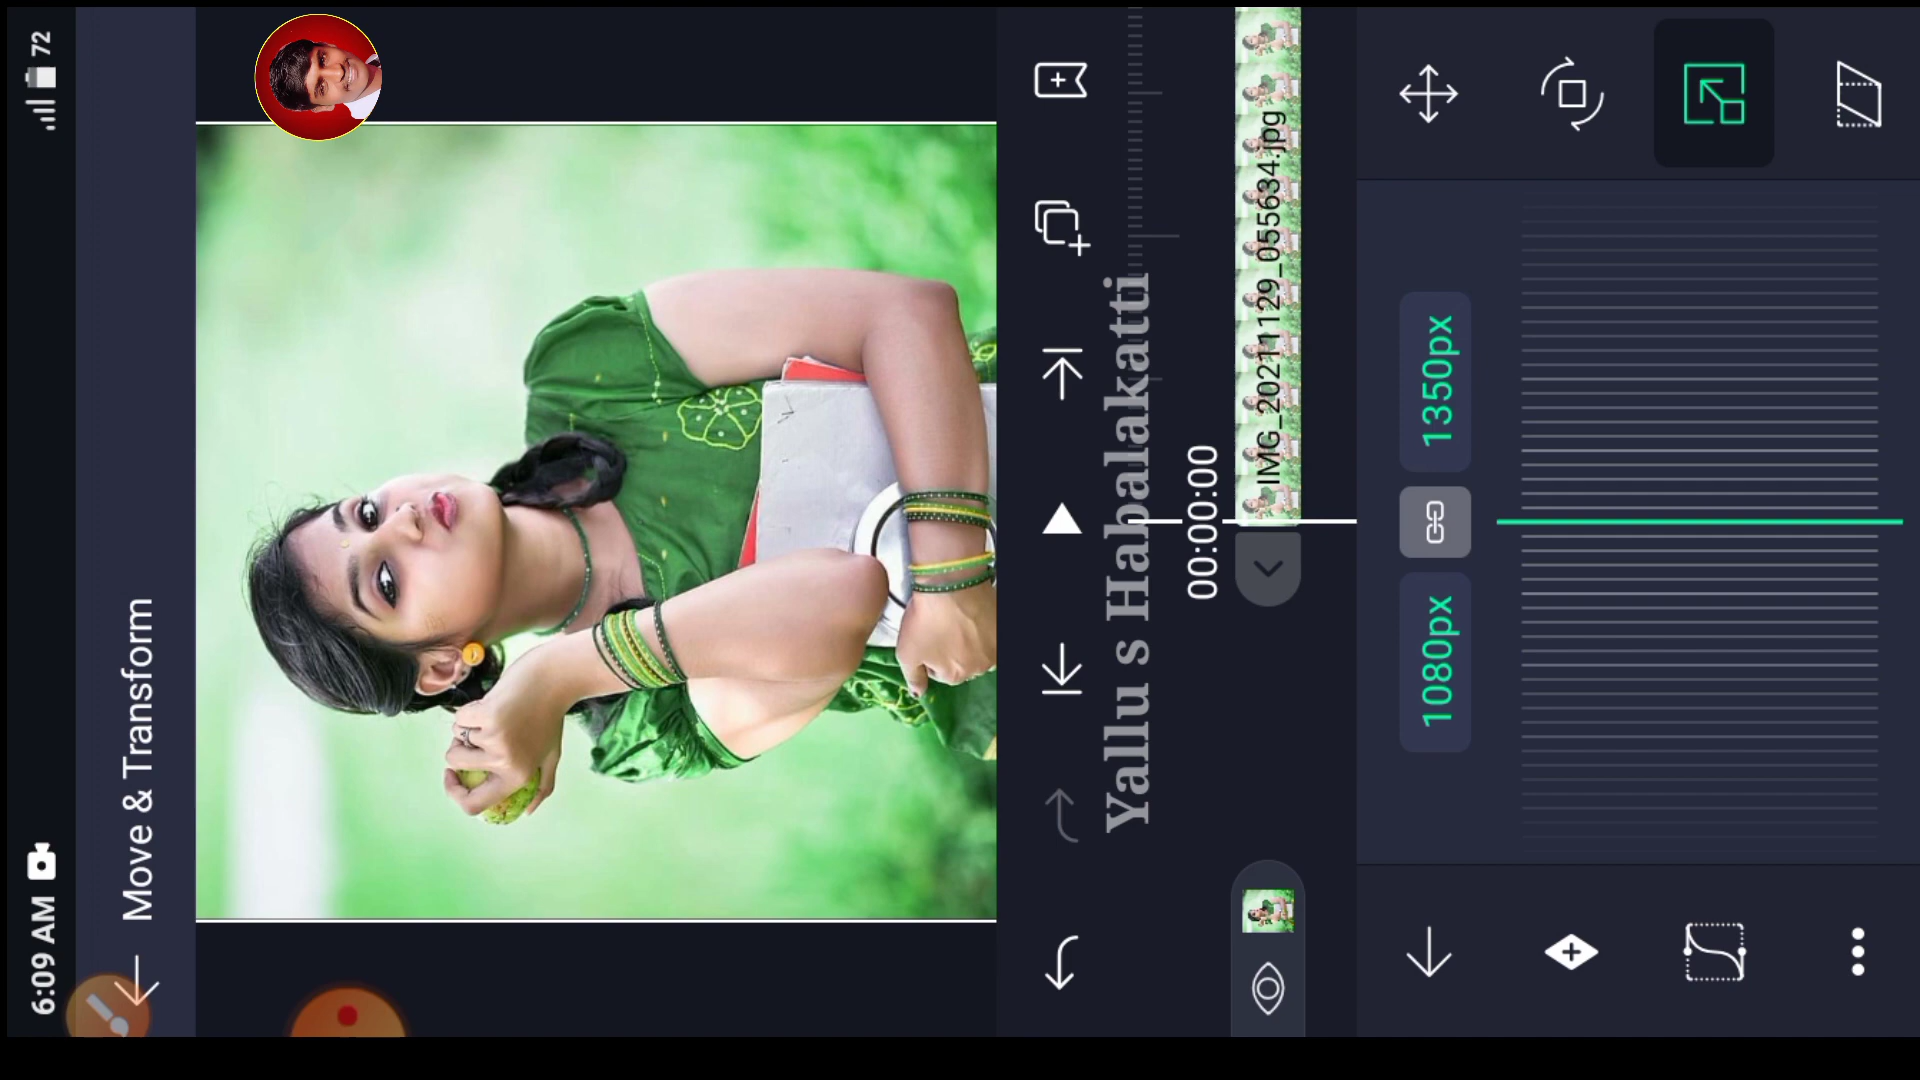 6:09 AM 72
Move & Transform
Yallu s Habalakatti
00:00:00
IMG_20211129_055634.jpg
1080px 1350px